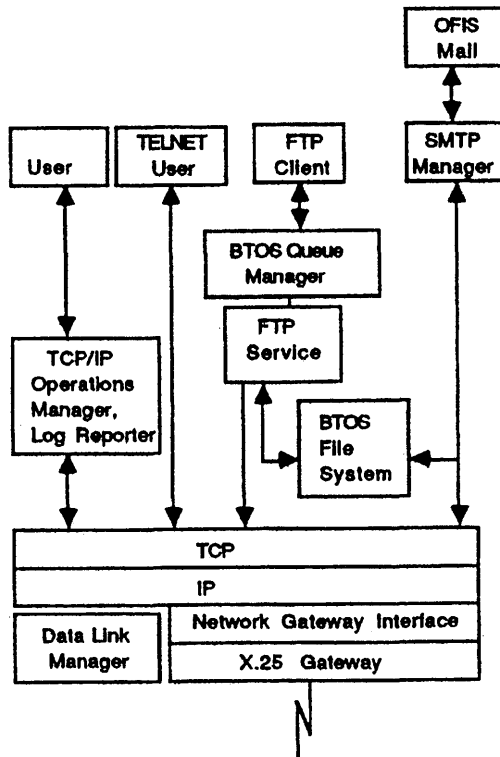 OFIS
Mail
User
TELNET
User
FTP
Client
SMTP
Manager
BTOS Queue
Manager
FTP
Service
TCP/IP
Operations
Manager,
Log Reporter
BTOS
File
System
TCP
IP
Network Gateway Interface
Data Link
Manager
X.25 Gateway